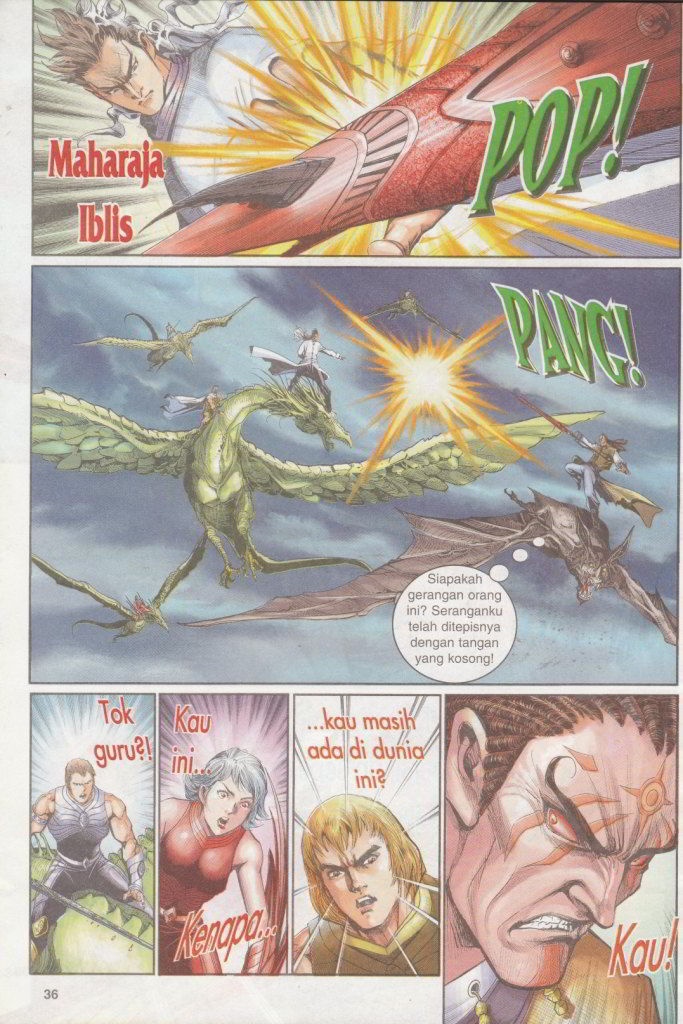 Maharaja
Iblis
POP!
PANG!
Siapakah
gerangan orang
ini? Seranganku
telah ditepisnya
dengan tangan
yang kosong!
Tok
guru?!
Kau
ini...
Kenapa...
...kau masih
ada di dunia
ini?
Kau!
36